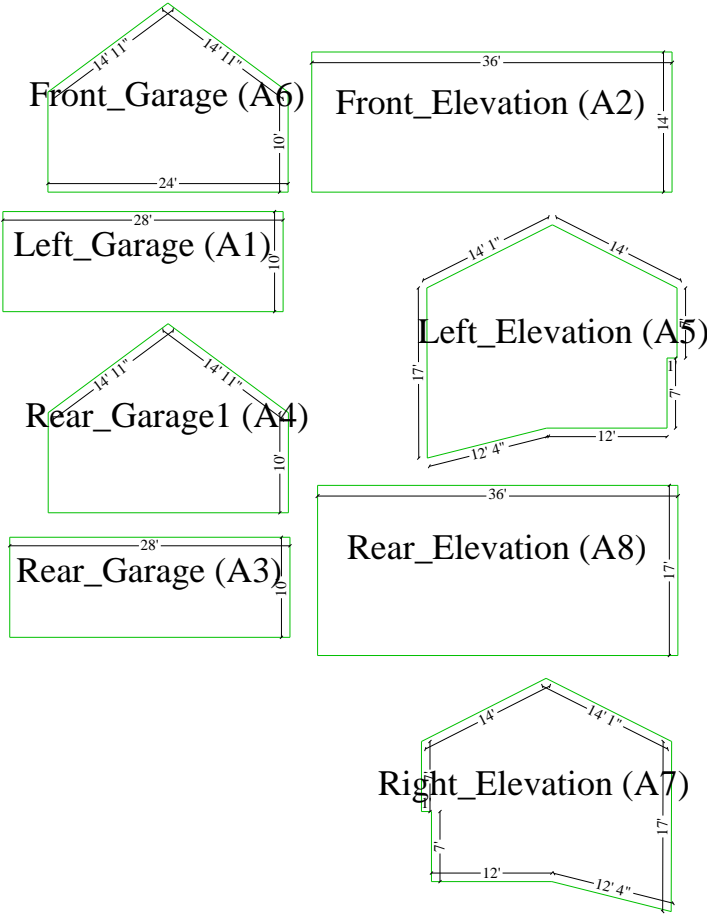 14' 11" 14' 11"
Front_Garage (A6)
10'
24'
36'
Front_Elevation (A2)
14'
28'
Left_Garage (A1)
10'
14' 1" 14'
Left_Elevation (A5)
17'
1'
7'
12' 4" 12'
14' 11" 14' 11"
Rear_Garage1 (A4)
10'
36'
Rear_Elevation (A8)
17'
28'
Rear_Garage (A3)
10'
14' 14' 1"
Right_Elevation (A7)
17'
7'
12' 12' 4"